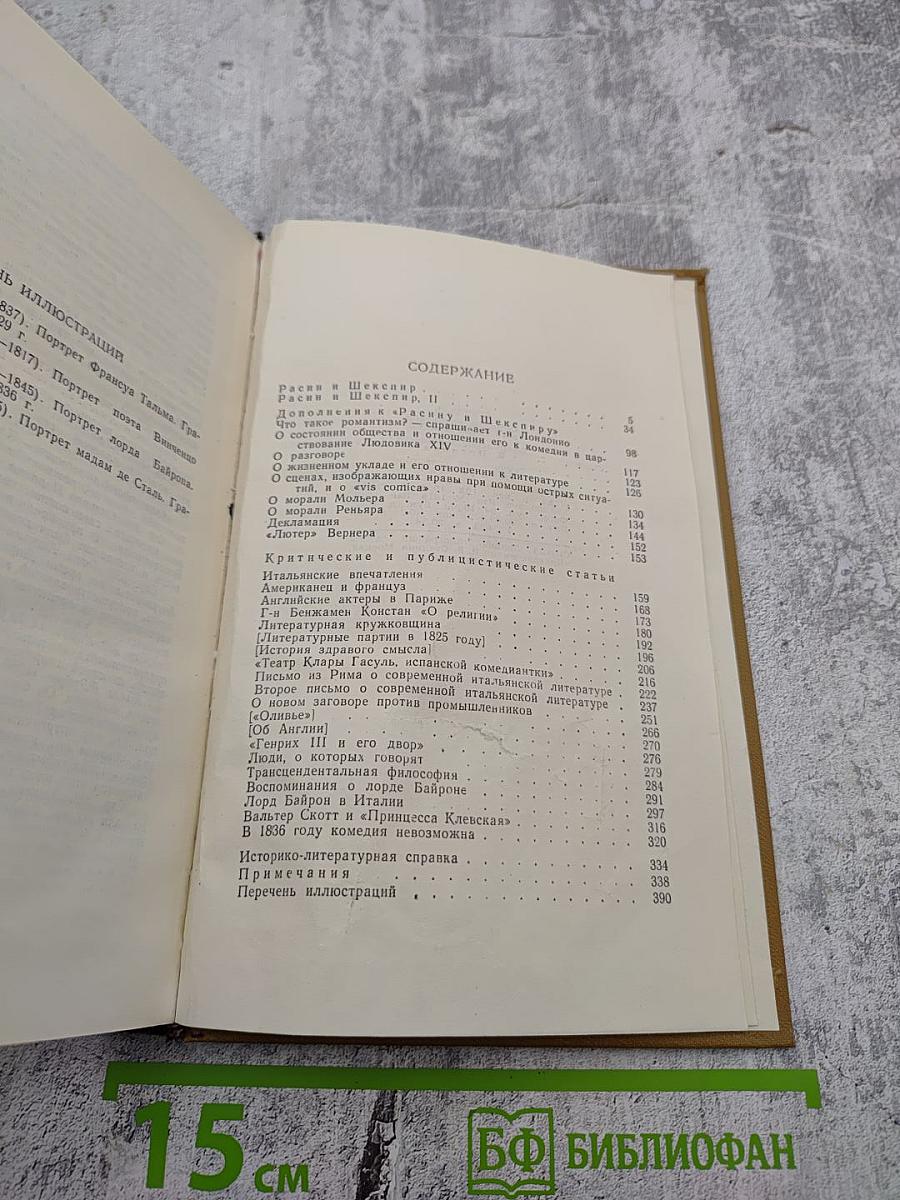 НЬ ИЛЛЮСТРАЦИЙ
837). Портрет Франсуа Тальма. Гра-
29 г.
—1817). Портрет поэта Винченцо
—1845). Портрет лорда Байрона.
836 г.
5). Портрет мадам де Сталь. Гра-
СОДЕРЖАНИЕ
Расин и Шекспир . 5
Расин и Шекспир, II . . . . . . . 34
Дополнения к «Расину и Шекспиру»
Что такое романтизм? — спрашивает г-н Лондонио 98
О состоянии общества и отношении его к комедии в цар-
ствование Людовика XIV . . . . . 117
О разговоре . . . . . 123
О жизненном укладе и его отношении к литературе . 126
О сценах, изображающих нравы при помощи острых ситуа-
тий, и о «vis comica» . . . . . 130
О морали Мольера . . . . . 134
О морали Реньяра . . . . . 144
Декламация . . . . . 152
«Лютер» Вернера . . . . . 153
Критические и публицистические статьи
Итальянские впечатления . . . . . 159
Американец и француз . . . . . 168
Английские актеры в Париже . . . . . 173
Г-н Бенжамен Констан «О религии» . . . . . 180
Литературная кружковщина . . . . . 192
[Литературные партии в 1825 году] . . . . . 196
[История здравого смысла] . . . . . 206
«Театр Клары Гасуль, испанской комедиантки» . . . . . 216
Письмо из Рима о современной итальянской литературе . 222
Второе письмо о современной итальянской литературе . 237
О новом заговоре против промышленников . . . . . 251
[«Оливье»] . . . . . 266
[Об Англии] . . . . . 270
«Генрих III и его двор» . . . . . 276
Люди, о которых говорят . . . . . 279
Трансцендентальная философия . . . . . 284
Воспоминания о лорде Байроне . . . . . 291
Лорд Байрон в Италии . . . . . 297
Вальтер Скотт и «Принцесса Клевская» . . . . . 316
В 1836 году комедия невозможна . . . . . 320
Историко-литературная справка . . . . . 334
Примечания . . . . . 338
Перечень иллюстраций . . . . . 390
15 см
БФ БИБЛИОФАН